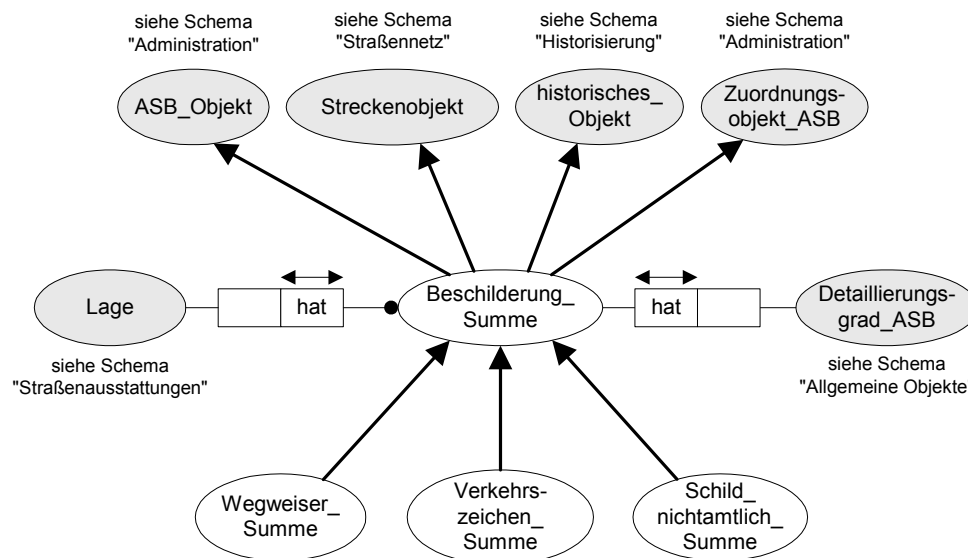 siehe Schema
"Administration"
siehe Schema
"Straßennetz"
siehe Schema
"Historisierung"
siehe Schema
"Administration"
ASB_Objekt
Streckenobjekt
historisches_
Objekt
Zuordnungs-
objekt_ASB
Lage
hat
Beschilderung_
Summe
hat
Detaillierungs-
grad_ASB
siehe Schema
"Straßenausstattungen"
siehe Schema
"Allgemeine Objekte
Wegweiser_
Summe
Verkehrs-
zeichen_
Summe
Schild_
nichtamtlich_
Summe